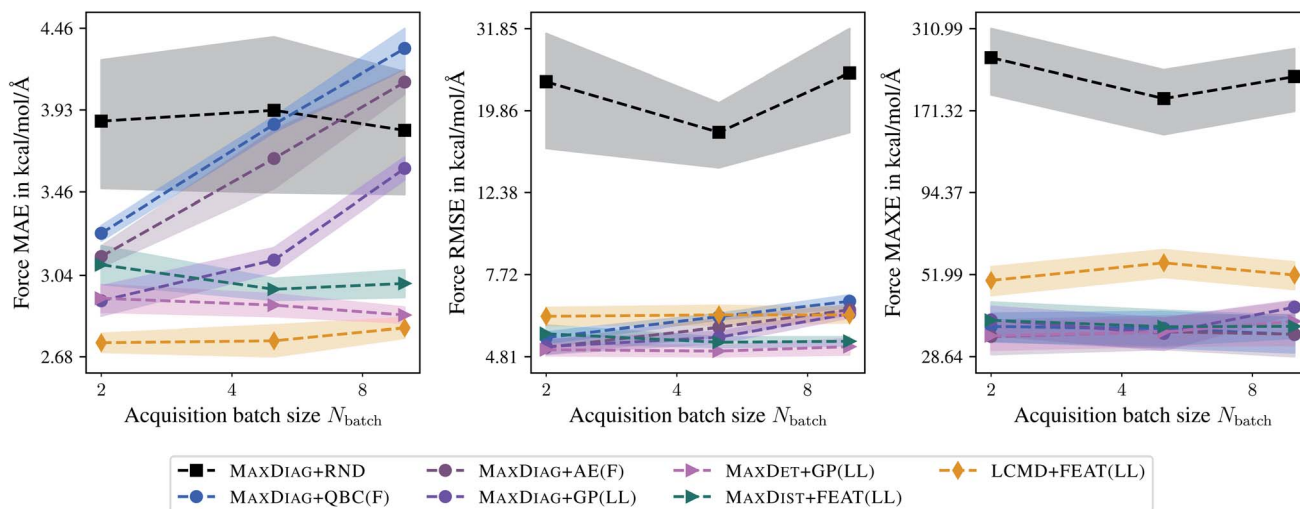 Force MAE in kcal/mol/Å
4.46
3.93
3.46
3.04
2.68
2
4
8
Acquisition batch size N_batch
Force RMSE in kcal/mol/Å
31.85
19.86
12.38
7.72
4.81
2
4
8
Acquisition batch size N_batch
Force MAXE in kcal/mol/Å
310.99
171.32
94.37
51.99
28.64
2
4
8
Acquisition batch size N_batch
MAXDIAG+RND
MAXDIAG+QBC(F)
MAXDIAG+AE(F)
MAXDIAG+GP(LL)
MAXDET+GP(LL)
MAXDIST+FEAT(LL)
LCMD+FEAT(LL)